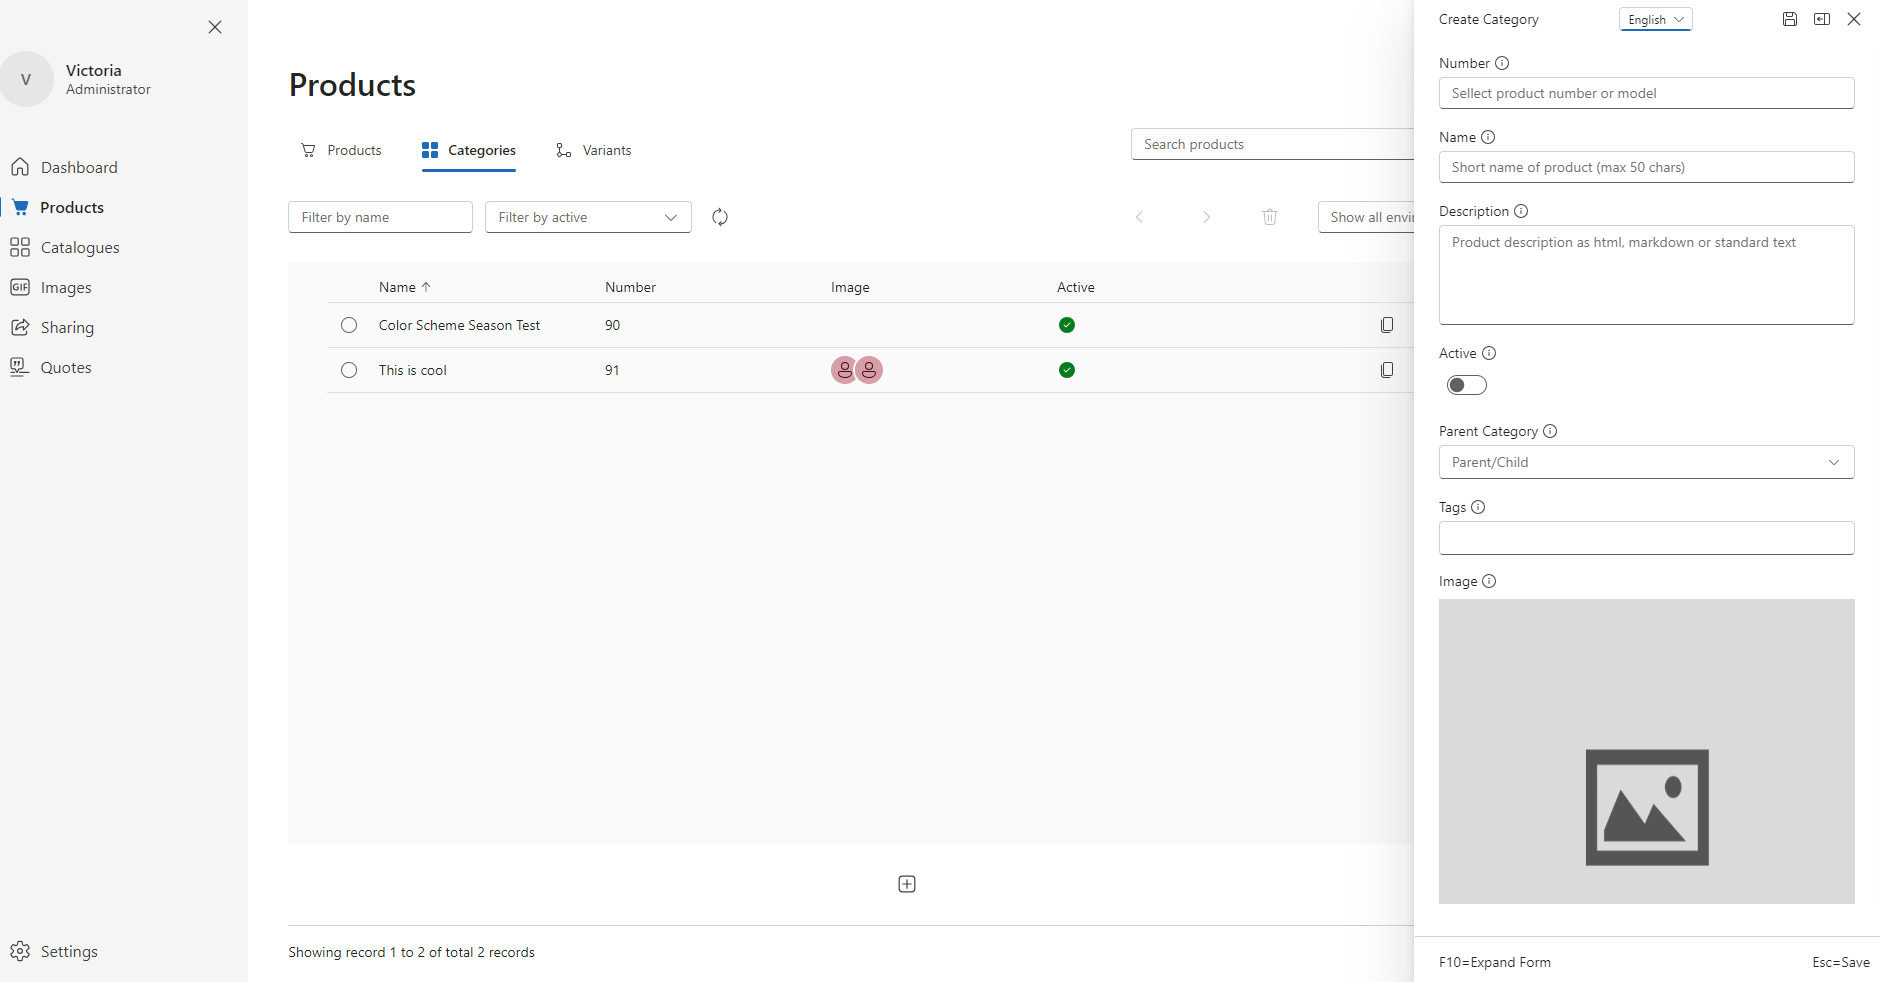 V
Victoria
Administrator
Dashboard
Products
Catalogues
GIF
Images
Sharing
Quotes
Settings
Products
Products
Categories
Variants
Search products
Filter by name
Filter by active
Show all envi
Name
Number
Image
Active
Color Scheme Season Test
90
This is cool
91
Showing record 1 to 2 of total 2 records
Create Category
English
Number
Sellect product number or model
Name
Short name of product (max 50 chars)
Description
Product description as html, markdown or standard text
Active
Parent Category
Parent/Child
Tags
Image
F10=Expand Form
Esc=Save